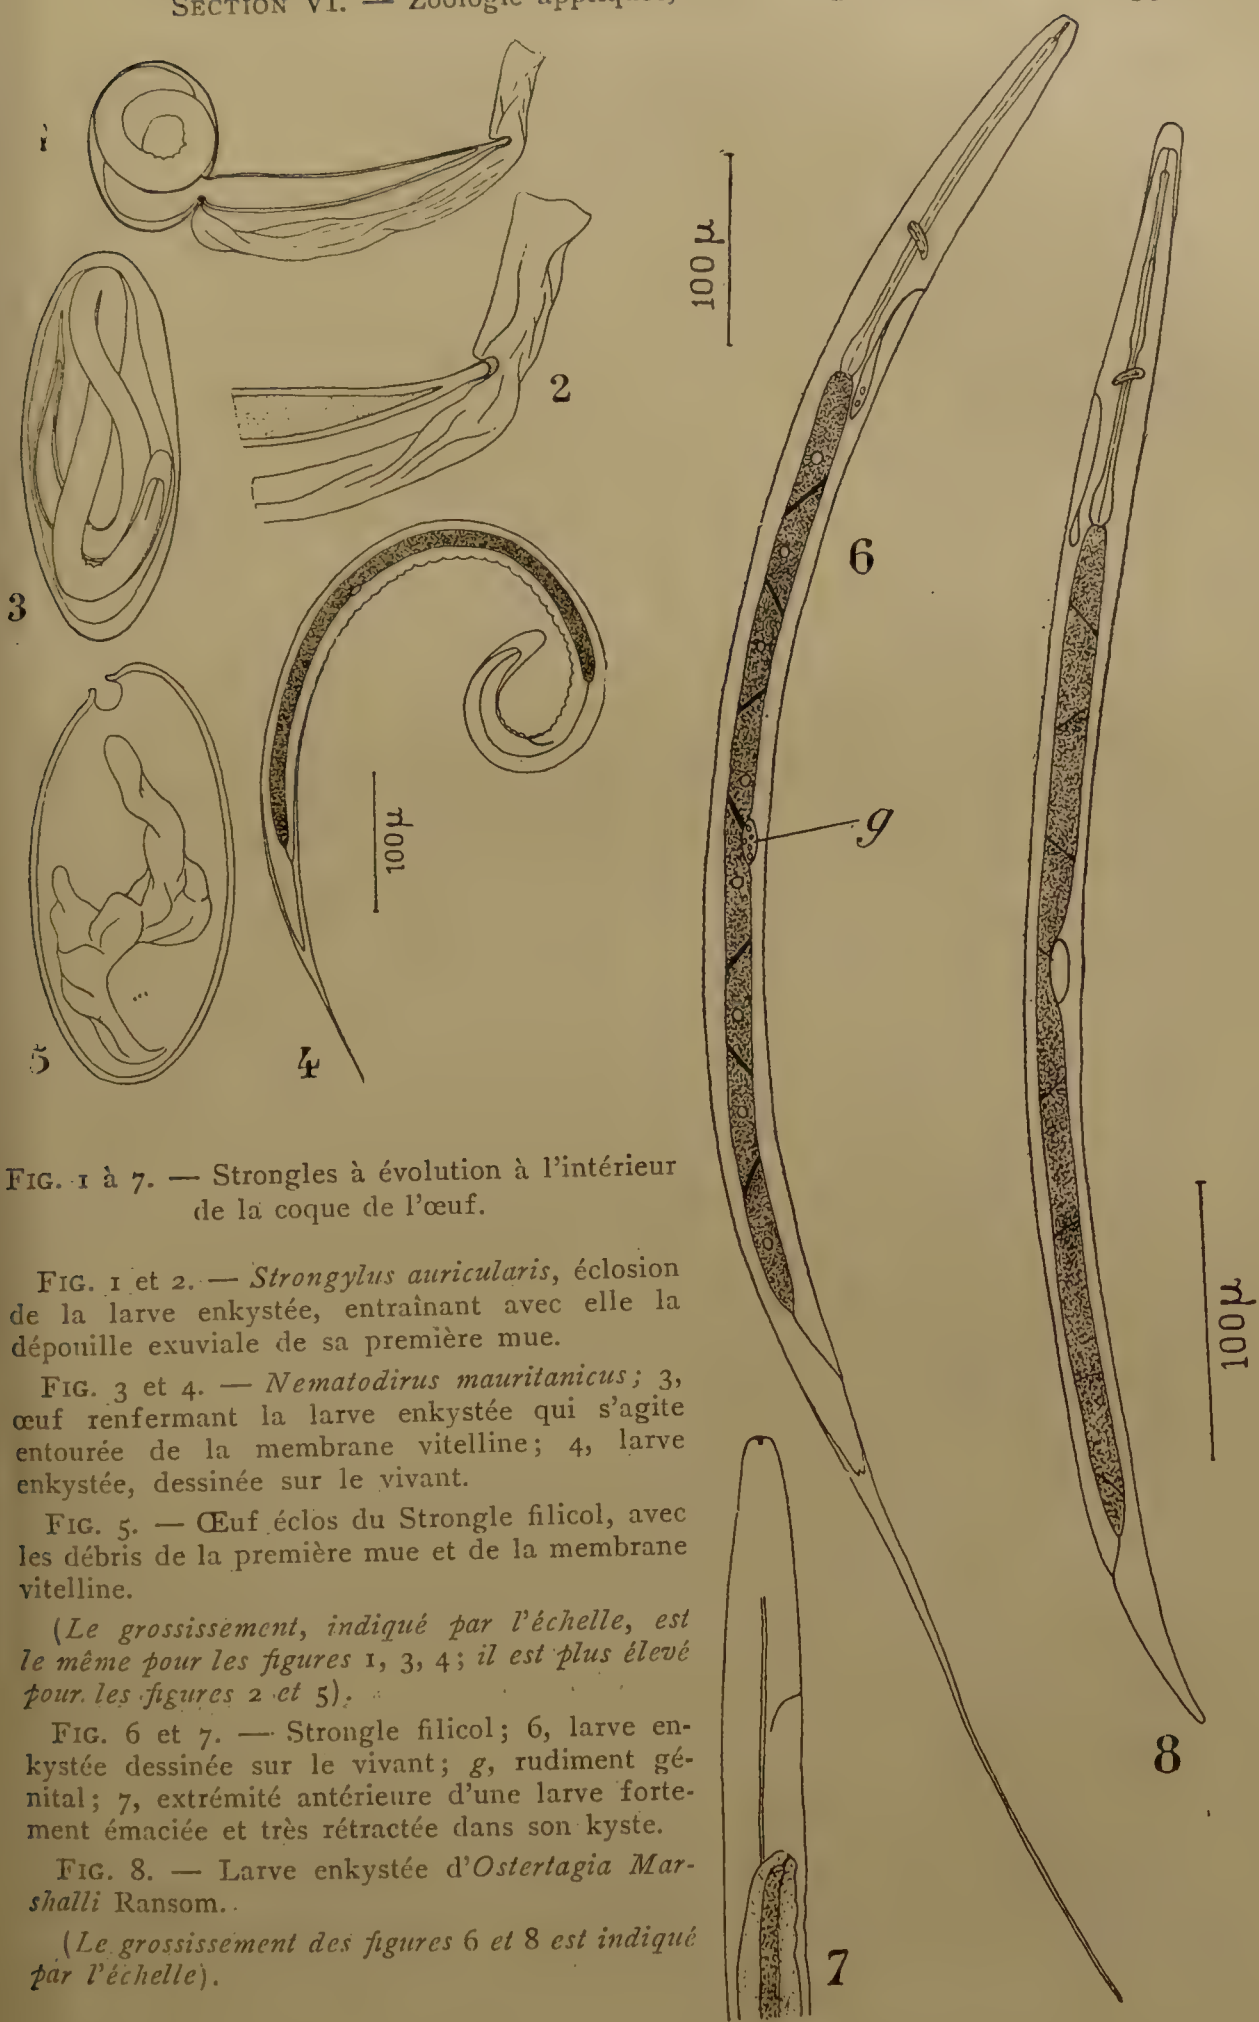 SECTION VI. — Zoologie appliquée,
1
100 µ
2
3
6
g
100 µ
5
4
FIG. 1 à 7. — Strongles à évolution à l'intérieur
de la coque de l'œuf.
FIG. 1 et 2. — Strongylus auricularis, éclosion
de la larve enkystée, entraînant avec elle la
dépouille exuviale de sa première mue.
FIG. 3 et 4. — Nematodirus mauritanicus; 3,
œuf renfermant la larve enkystée qui s'agite
entourée de la membrane vitelline; 4, larve
enkystée, dessinée sur le vivant.
FIG. 5. — Œuf éclos du Strongle filicol, avec
les débris de la première mue et de la membrane
vitelline.
(Le grossissement, indiqué par l'échelle, est
le même pour les figures 1, 3, 4; il est plus élevé
pour les figures 2 et 5).
FIG. 6 et 7. — Strongle filicol; 6, larve en-
kystée dessinée sur le vivant; g, rudiment gé-
nital; 7, extrémité antérieure d'une larve forte-
ment émaciée et très rétractée dans son kyste.
FIG. 8. — Larve enkystée d'Ostertagia Mar-
shalli Ransom.
(Le grossissement des figures 6 et 8 est indiqué
par l'échelle).
100 µ
8
7